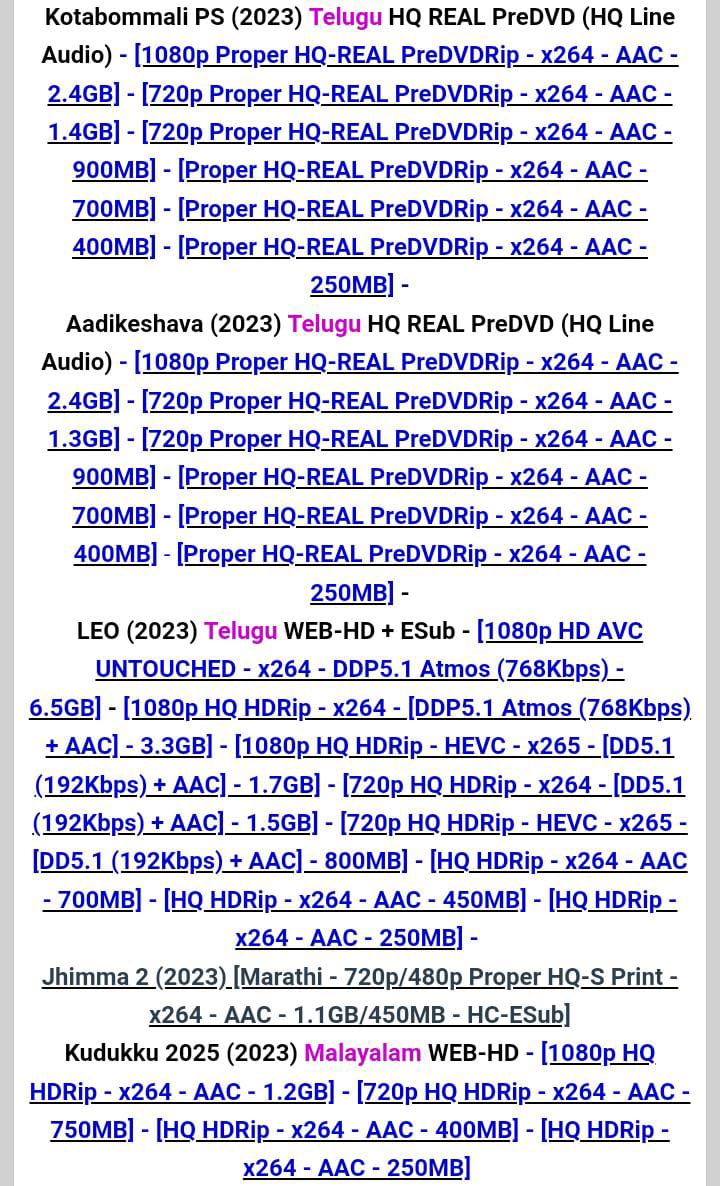 Kotabommali PS (2023) Telugu HQ REAL PreDVD (HQ Line
Audio) - [1080p Proper HQ-REAL PreDVDRip - x264 - AAC -
2.4GB] - [720p Proper HQ-REAL PreDVDRip - x264 - AAC -
1.4GB] - [720p Proper HQ-REAL PreDVDRip - x264 - AAC -
900MB] - [Proper HQ-REAL PreDVDRip - x264 - AAC -
700MB] - [Proper HQ-REAL PreDVDRip - x264 - AAC -
400MB] - [Proper HQ-REAL PreDVDRip - x264 - AAC -
250MB] -
Aadikeshava (2023) Telugu HQ REAL PreDVD (HQ Line
Audio) - [1080p Proper HQ-REAL PreDVDRip - x264 - AAC -
2.4GB] - [720p Proper HQ-REAL PreDVDRip - x264 - AAC -
1.3GB] - [720p Proper HQ-REAL PreDVDRip - x264 - AAC -
900MB] - [Proper HQ-REAL PreDVDRip - x264 - AAC -
700MB] - [Proper HQ-REAL PreDVDRip - x264 - AAC -
400MB] - [Proper HQ-REAL PreDVDRip - x264 - AAC -
250MB] -
LEO (2023) Telugu WEB-HD + ESub - [1080p HD AVC
UNTOUCHED - x264 - DDP5.1 Atmos (768Kbps) -
6.5GB] - [1080p HQ HDRip - x264 - [DDP5.1 Atmos (768Kbps)
+ AAC] - 3.3GB] - [1080p HQ HDRip - HEVC - x265 - [DD5.1
(192Kbps) + AAC] - 1.7GB] - [720p HQ HDRip - x264 - [DD5.1
(192Kbps) + AAC] - 1.5GB] - [720p HQ HDRip - HEVC - x265 -
[DD5.1 (192Kbps) + AAC] - 800MB] - [HQ HDRip - x264 - AAC
- 700MB] - [HQ HDRip - x264 - AAC - 450MB] - [HQ HDRip -
x264 - AAC - 250MB] -
Jhimma 2 (2023) [Marathi - 720p/480p Proper HQ-S Print -
x264 - AAC - 1.1GB/450MB - HC-ESub]
Kudukku 2025 (2023) Malayalam WEB-HD - [1080p HQ
HDRip - x264 - AAC - 1.2GB] - [720p HQ HDRip - x264 - AAC -
750MB] - [HQ HDRip - x264 - AAC - 400MB] - [HQ HDRip -
x264 - AAC - 250MB]